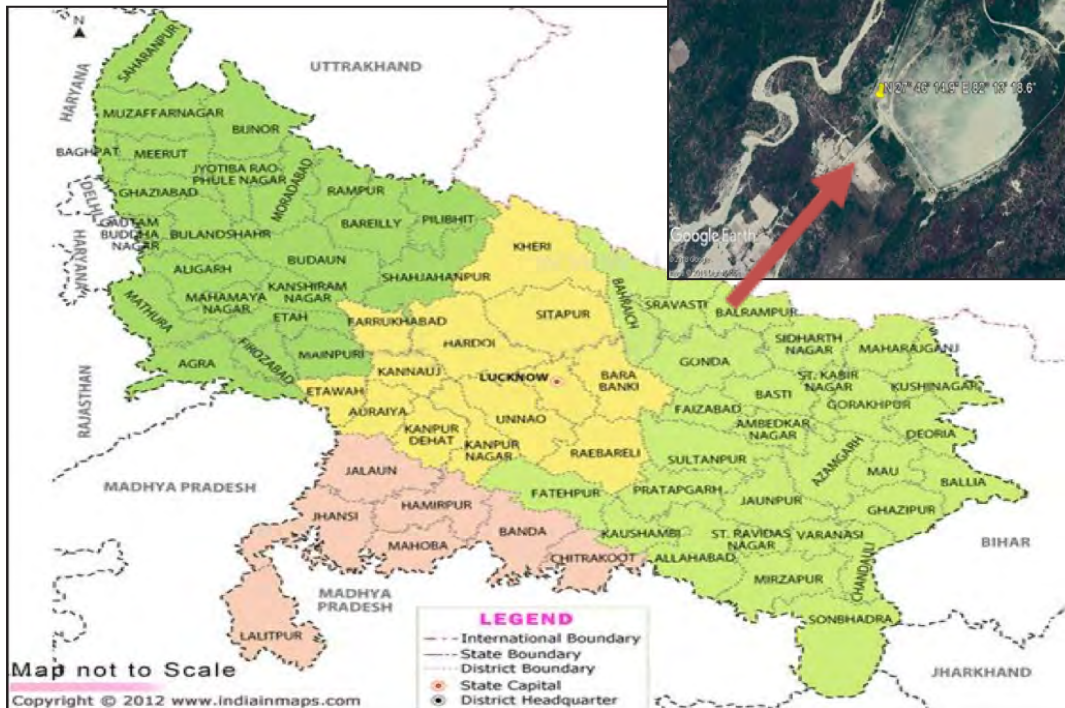 N
UTTRAKHAND
HARYANA
SAHARANPUR
MUZAFFARNAGAR
BIJNOR
BAGHPAT
MEERUT
JYOTIBA RAO
PHULE NAGAR
MORADABAD
RAMPUR
GHAZIABAD
DELHI
GAUTAM
BUDDHA
NAGAR
BULANDSHAHR
BAREILLY
PILIBHIT
HARYANA
ALIGARH
BUDAUN
SHAHJAHANPUR
KHERI
MATHURA
MAHAMAYA
NAGAR
KANSHIRAM
NAGAR
ETAH
FARRUKHABAD
SITAPUR
BAHRAICH
SRAVASTI
BALRAMPUR
AGRA
FIROZABAD
MAINPURI
HARDOI
GONDA
SIDHARTH
NAGAR
MAHARAJGANJ
RAJASTHAN
KANNAUJ
LUCKNOW
BARA
BANKI
ST. KABIR
NAGAR
KUSHINAGAR
ETAWAH
BASTI
GORAKHPUR
AURAIYA
UNNAO
FAIZABAD
AMBEDKAR
NAGAR
DEORIA
KANPUR
DEHAT
KANPUR
NAGAR
RAEBARELI
SULTANPUR
AZAMGARH
MAU
BALLIA
MADHYA PRADESH
JALAUN
FATEHPUR
PRATAPGARH
JAUNPUR
GHAZIPUR
HAMIRPUR
JHANSI
BANDA
KAUSHAMBI
ST. RAVIDAS
NAGAR
VARANASI
BIHAR
MAHOBA
CHITRAKOOT
ALLAHABAD
MIRZAPUR
CHANDAULI
MADHYA
PRADESH
SONBHADRA
LALITPUR
JHARKHAND
LEGEND
International Boundary
State Boundary
District Boundary
State Capital
District Headquarter
Map not to Scale
Copyright © 2012 www.indiainmaps.com
Google Earth